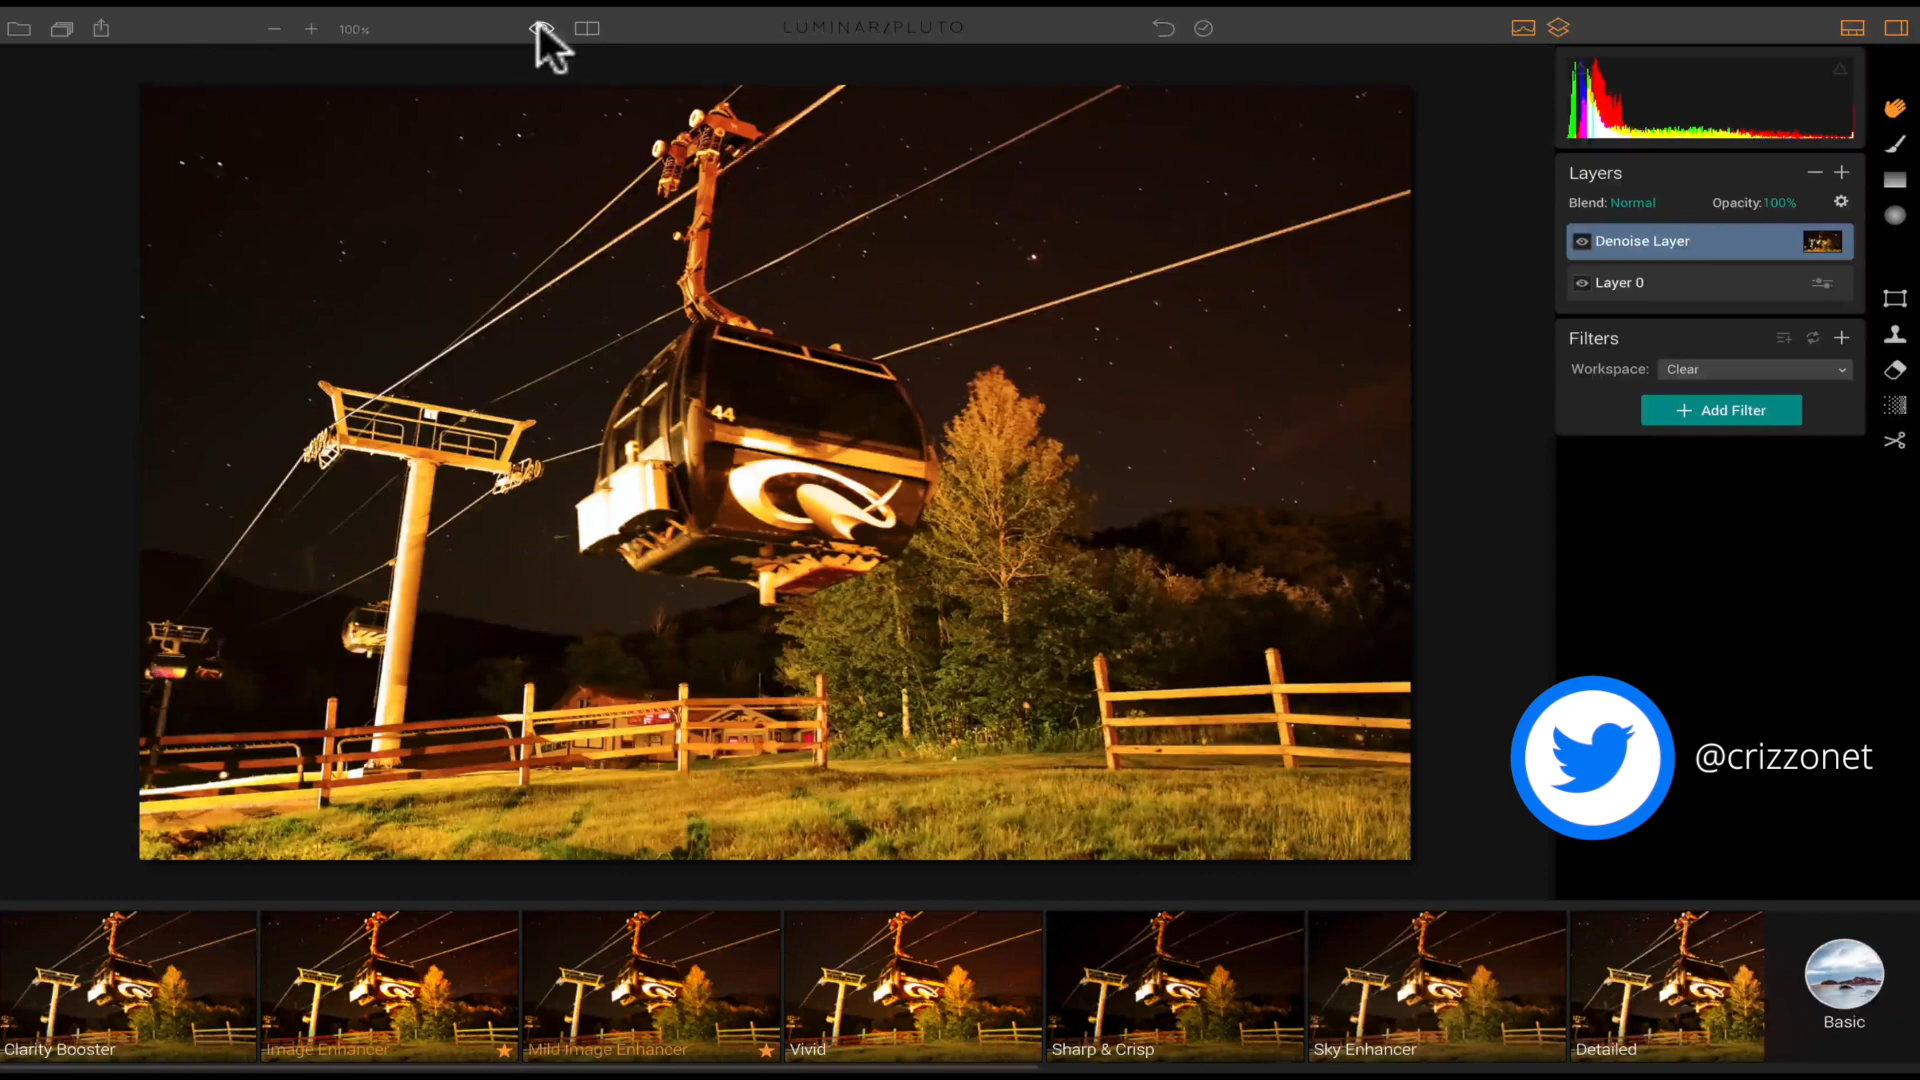 100%
LUMINAR/PLUTO
Layers
Blend: Normal Opacity:100%
Denoise Layer
Layer 0
Filters
Workspace: Clear
Add Filter
44
@crizzonet
Clarity Booster
Image Enhancer
Mild Image Enhancer
Vivid
Sharp & Crisp
Sky Enhancer
Detailed
Basic